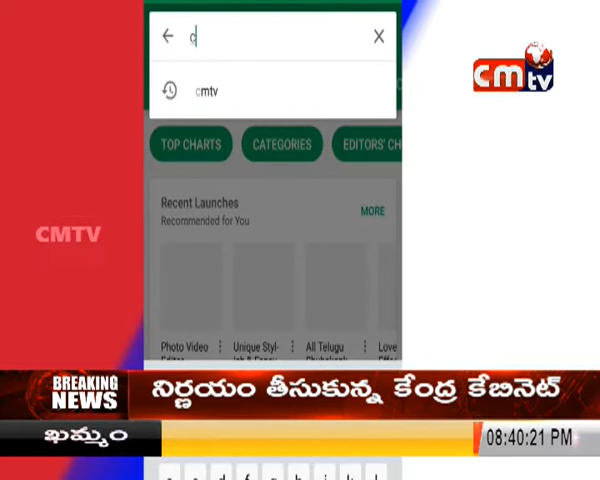 c
cmtv
cmtv
TOP CHARTS
CATEGORIES
EDITORS' CH
Recent Launches
Recommended for You
MORE
CMTV
Photo Video
Unique Styl-
All Telugu
Love
BREAKING
NEWS
నిర్ణయం తీసుకున్న కేంద్ర కేబినెట్
ఖమ్మం
08:40:21 PM